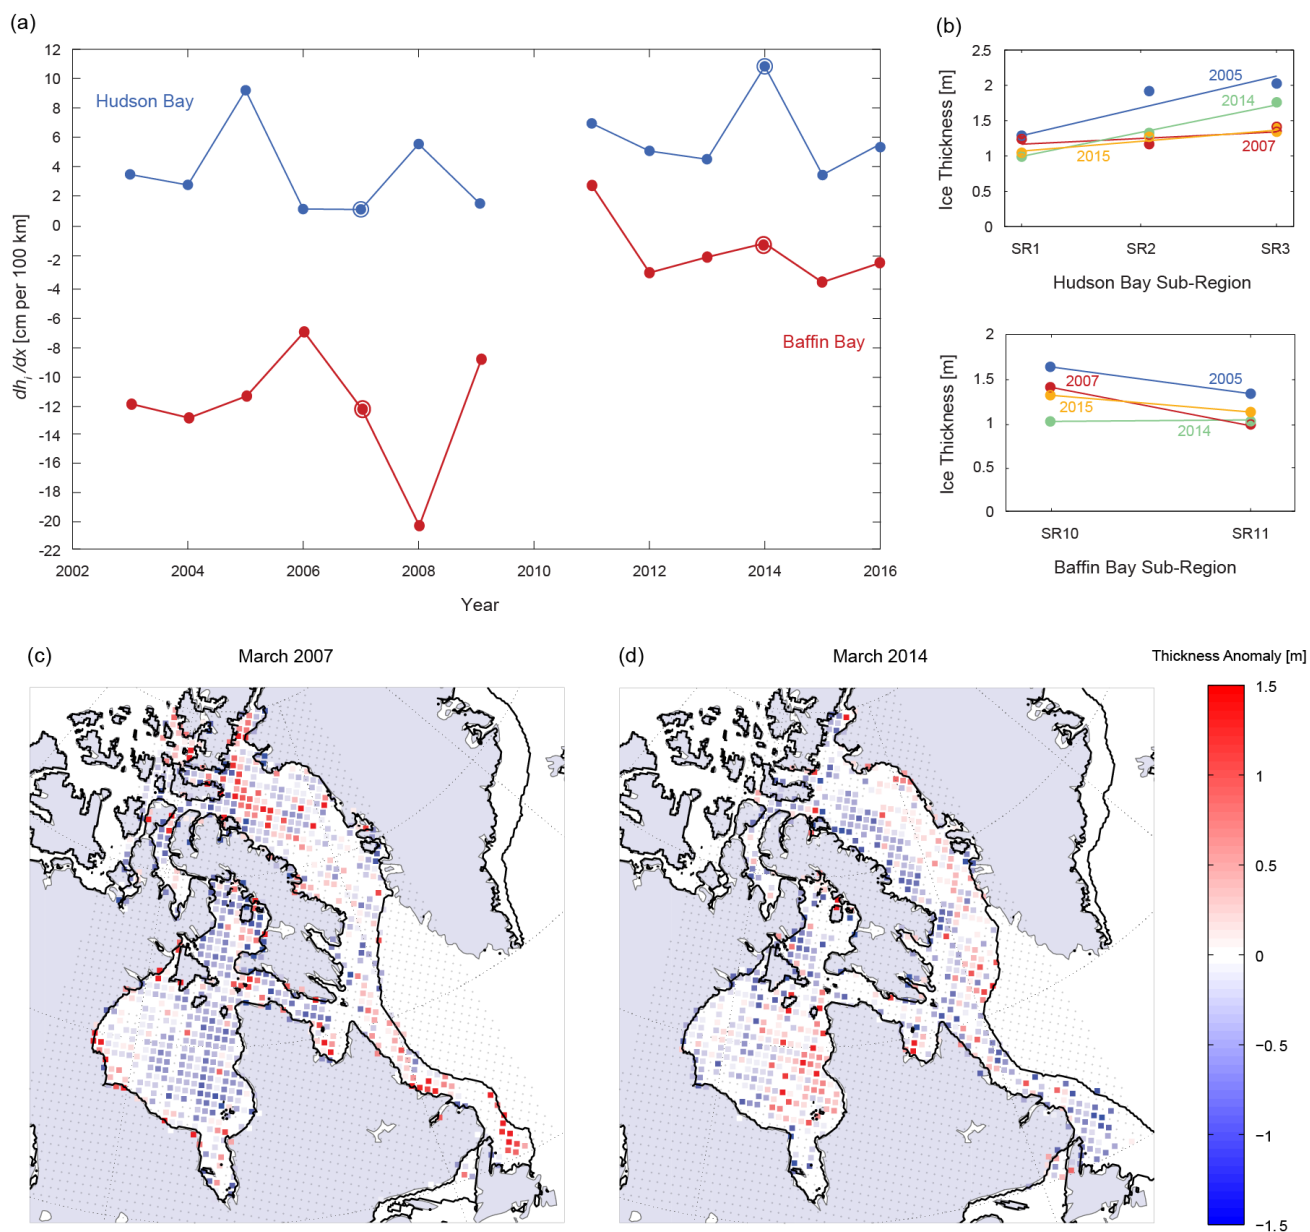 (a)
12
10
8
6
4
2
0
-2
-4
-6
-8
-10
-12
-14
-16
-18
-20
-22
dhi/dx [cm per 100 km]
Hudson Bay
Baffin Bay
2002 2004 2006 2008 2010 2012 2014 2016
Year
(b)
2.5
2
1.5
1
0.5
0
Ice Thickness [m]
2005
2014
2015
2007
SR1 SR2 SR3
Hudson Bay Sub-Region
2
1.5
1
0.5
0
Ice Thickness [m]
2007
2005
2015
2014
SR10 SR11
Baffin Bay Sub-Region
(c) March 2007
(d) March 2014
Thickness Anomaly [m]
1.5
1
0.5
0
−0.5
−1
−1.5